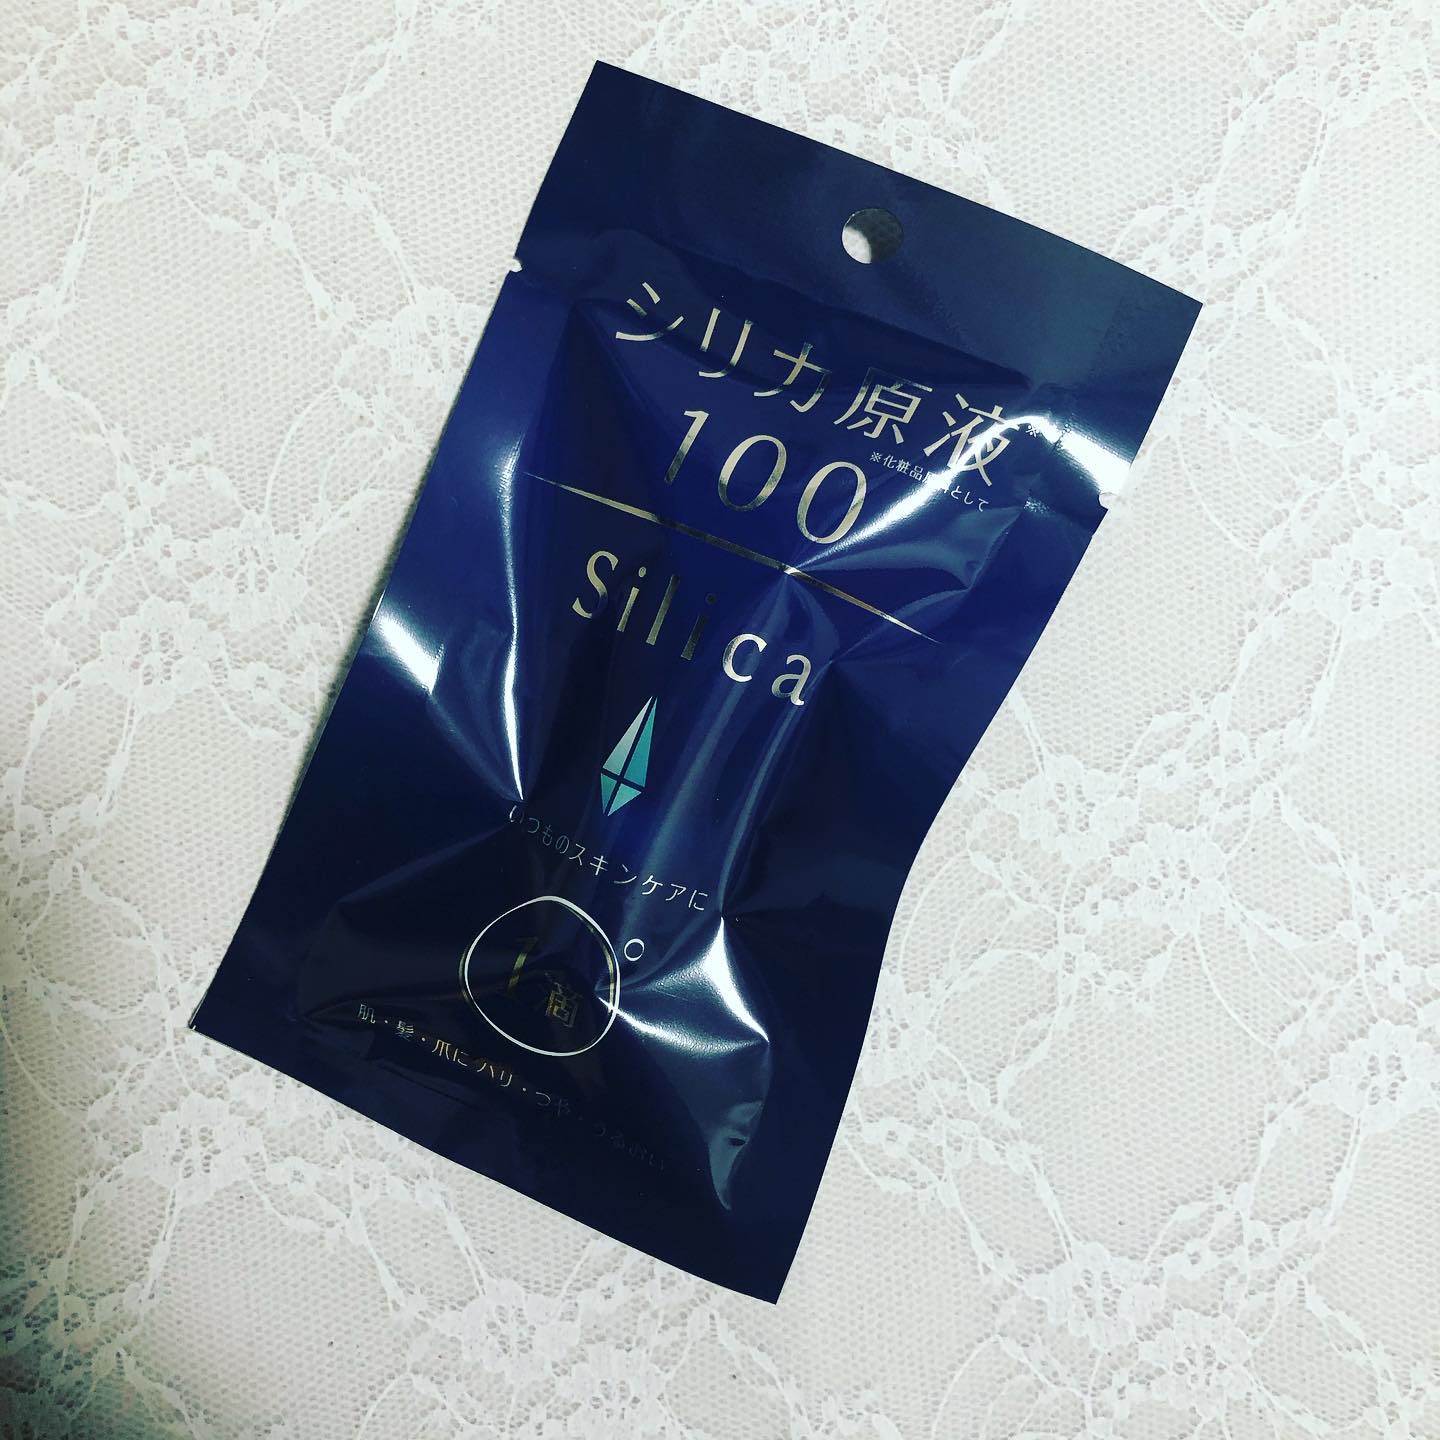 シリカ原液※
100
※化粧品原料として
Silica
いつものスキンケアに
1滴
肌・髪・爪に ハリ・つや・うるおい